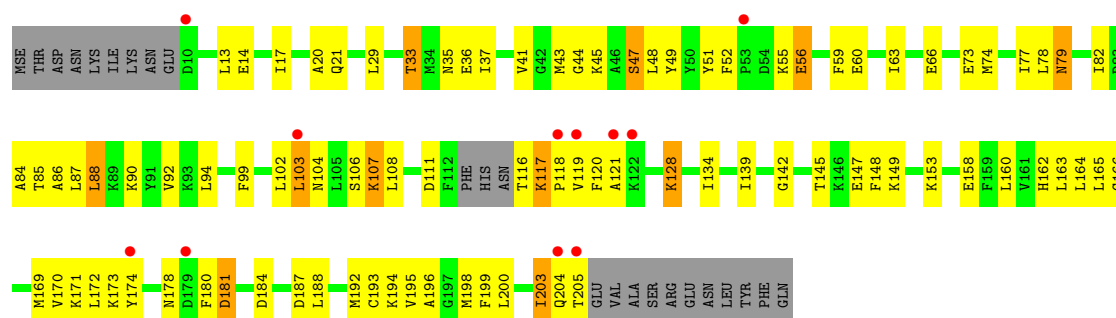 MSE THR ASP ASN LYS ILE LYS ASN GLU D10 L13 E14 I17 A20 Q21 L29 T33 M34 N35 E36 I37 V41 G42 M43 G44 K45 A46 S47 L48 Y49 Y50 Y51 F52 P53 D54 K55 E56 F59 E60 I63 E66 E73 M74 I77 L78 N79 I82
A84 T85 A86 L87 L88 K89 K90 Y91 V92 K93 L94 F99 L102 L103 N104 L105 S106 K107 L108 D111 F112 PHE HIS ASN T116 K117 P118 V119 F120 A121 K122 K128 I134 I139 G142 T145 K146 E147 F148 K149 K153 E158 F159 L160 V161 H162 L163 L164 L165
M169 V170 K171 L172 K173 Y174 N178 D179 F180 D181 D184 D187 L188 M192 C193 K194 V195 A196 G197 M198 F199 L200 I203 Q204 T205 GLU VAL ALA SER ARG GLU ASN LEU TYR PHE GLN